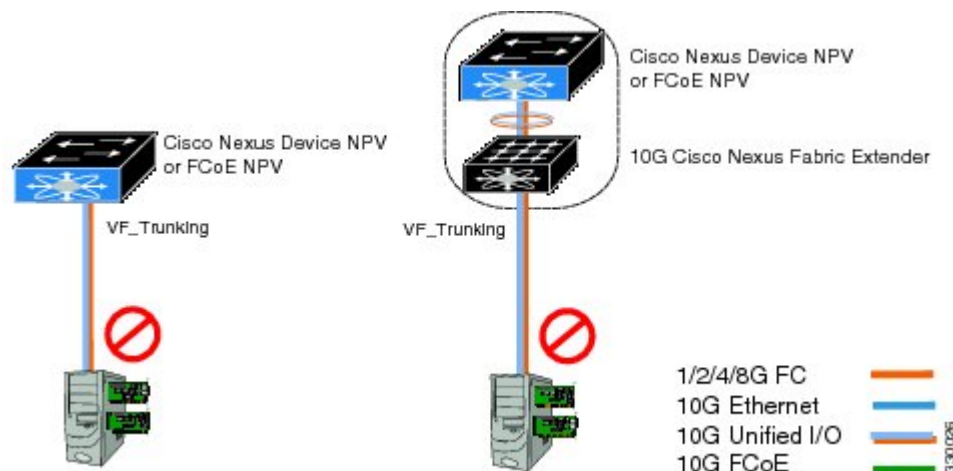 Cisco Nexus Device NPV
or FCoE NPV
Cisco Nexus Device NPV
or FCoE NPV
10G Cisco Nexus Fabric Extender
VF_Trunking
VF_Trunking
1/2/4/8G FC
10G Ethernet
10G Unified I/O
10G FCoE
330026